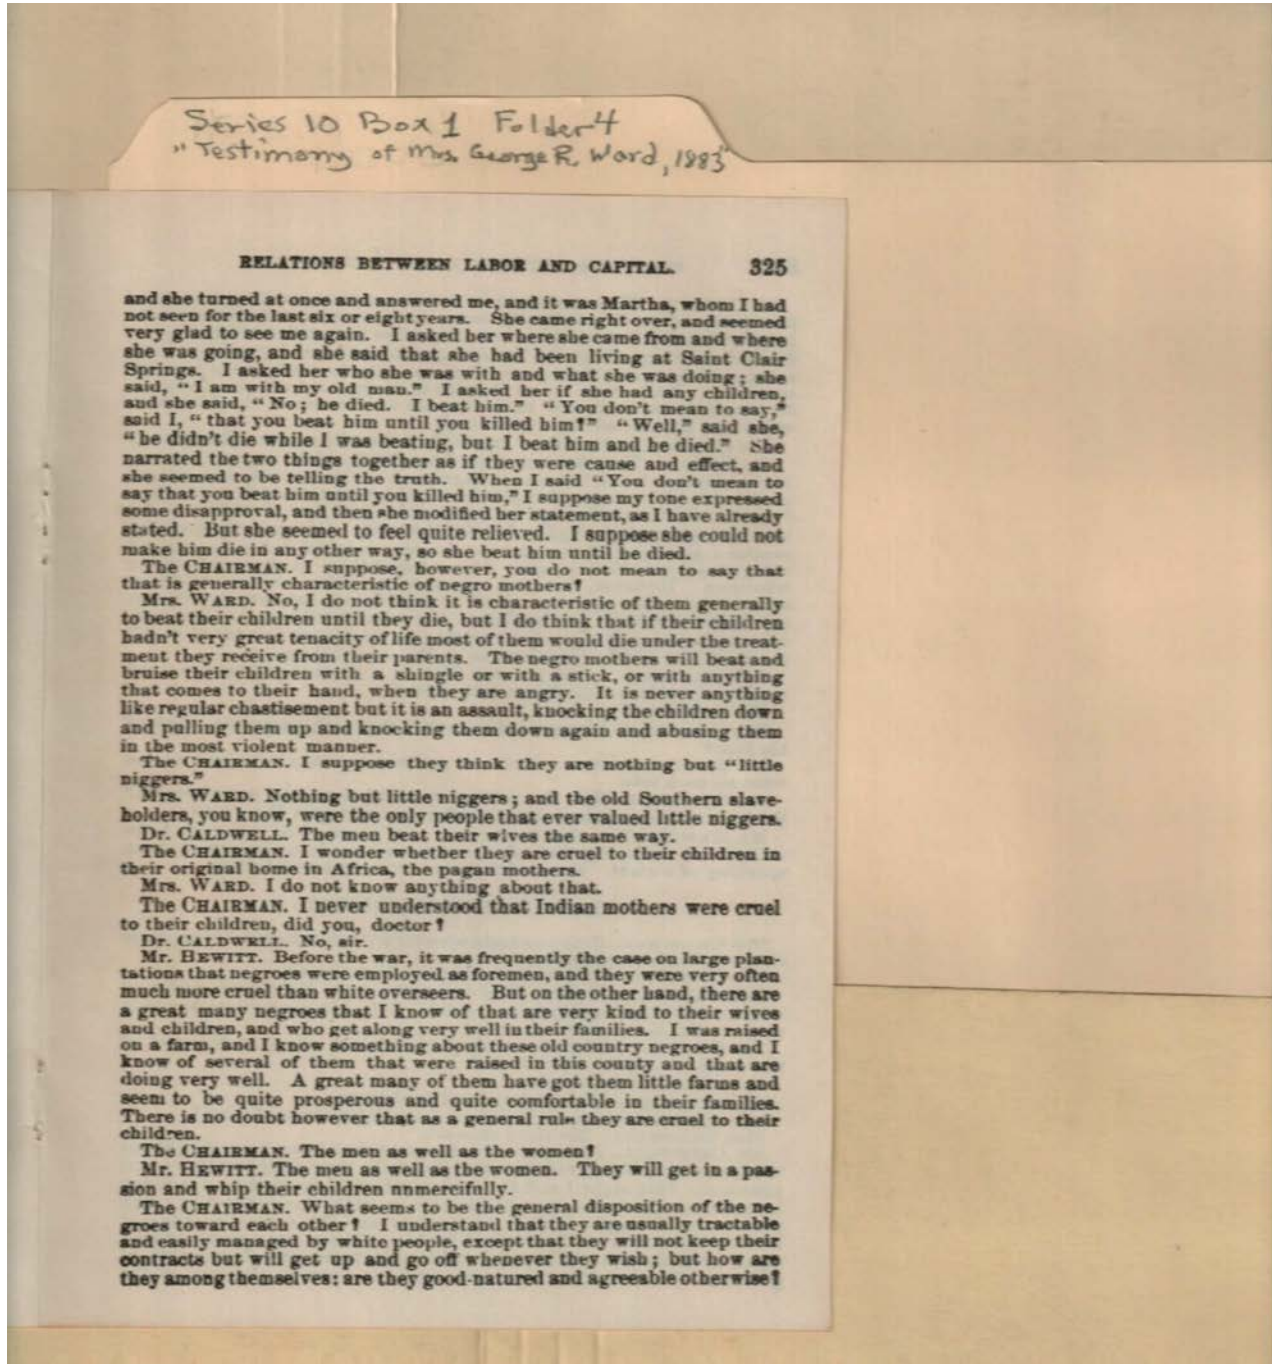 Series 10 Box 1 Folder 4
"Testimony of Mrs. George R. Ward, 1883"
RELATIONS BETWEEN LABOR AND CAPITAL. 325
and she turned at once and answered me, and it was Martha, whom I had
not seen for the last six or eight years. She came right over, and seemed
very glad to see me again. I asked her where she came from and where
she was going, and she said that she had been living at Saint Clair
Springs. I asked her who she was with and what she was doing; she
said, "I am with my old man." I asked her if she had any children,
and she said, "No; he died. I beat him." "You don't mean to say,"
said I, "that you beat him until you killed him?" "Well," said she,
"he didn't die while I was beating, but I beat him and he died." She
narrated the two things together as if they were cause and effect, and
she seemed to be telling the truth. When I said "You don't mean to
say that you beat him until you killed him," I suppose my tone expressed
some disapproval, and then she modified her statement, as I have already
stated. But she seemed to feel quite relieved. I suppose she could not
make him die in any other way, so she beat him until he died.
The CHAIRMAN. I suppose, however, you do not mean to say that
that is generally characteristic of negro mothers?
Mrs. WARD. No, I do not think it is characteristic of them generally
to beat their children until they die, but I do think that if their children
hadn't very great tenacity of life most of them would die under the treat-
ment they receive from their parents. The negro mothers will beat and
bruise their children with a shingle or with a stick, or with anything
that comes to their hand, when they are angry. It is never anything
like regular chastisement but it is an assault, knocking the children down
and pulling them up and knocking them down again and abusing them
in the most violent manner.
The CHAIRMAN. I suppose they think they are nothing but "little
niggers."
Mrs. WARD. Nothing but little niggers; and the old Southern slave-
holders, you know, were the only people that ever valued little niggers.
Dr. CALDWELL. The men beat their wives the same way.
The CHAIRMAN. I wonder whether they are cruel to their children in
their original home in Africa, the pagan mothers.
Mrs. WARD. I do not know anything about that.
The CHAIRMAN. I never understood that Indian mothers were cruel
to their children, did you, doctor?
Dr. CALDWELL. No, sir.
Mr. HEWITT. Before the war, it was frequently the case on large plan-
tations that negroes were employed as foremen, and they were very often
much more cruel than white overseers. But on the other hand, there are
a great many negroes that I know of that are very kind to their wives
and children, and who get along very well in their families. I was raised
on a farm, and I know something about these old country negroes, and I
know of several of them that were raised in this county and that are
doing very well. A great many of them have got them little farms and
seem to be quite prosperous and quite comfortable in their families.
There is no doubt however that as a general rule they are cruel to their
children.
The CHAIRMAN. The men as well as the women?
Mr. HEWITT. The men as well as the women. They will get in a pas-
sion and whip their children unmercifully.
The CHAIRMAN. What seems to be the general disposition of the ne-
groes toward each other? I understand that they are usually tractable
and easily managed by white people, except that they will not keep their
contracts but will get up and go off whenever they wish; but how are
they among themselves: are they good-natured and agreeable otherwise?